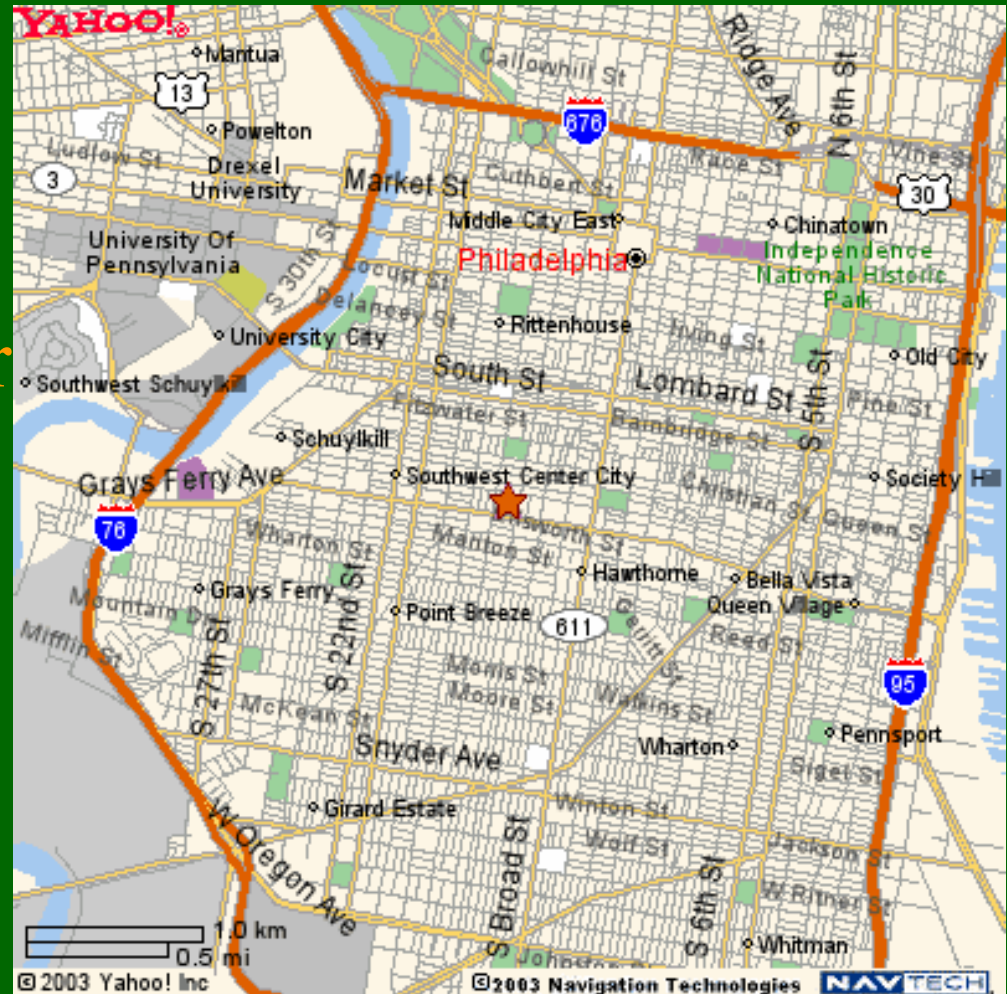 YAHOO!®
Mantua
Callowhill St
Ridge Ave
N 6th St
13
676
Powelton
Ludlow St
Drexel
University
Race St
Vine St
3
Market St
Cuthbert St
30
Middle City East
Chinatown
University Of
Pennsylvania
S 30th St
Philadelphia
Independence
National Historic
Park
Locust St
Delancey St
Rittenhouse
Irving St
University City
Old City
Southwest Schuylkill
South St
Lombard St
S 5th St
Pine St
Fitzwater St
Bainbridge St
Schuylkill
Grays Ferry Ave
Southwest Center City
Society Hill
Christian St
Queen St
76
Wharton St
Manton St
Hawthorne
Bella Vista
Grays Ferry
S 22nd St
Point Breeze
611
Gerritt St
Queen Village
Reed St
Mountain Dr
Mifflin St
S 27th St
Morris St
Moore St
Watkins St
95
McKean St
Snyder Ave
Wharton
Pennsport
Sigel St
Girard Estate
Winton St
W Oregon Ave
Wolf St
Jackson St
S Broad St
S 6th St
W Ritner St
1.0 km
0.5 mi
Whitman
© 2003 Yahoo! Inc
©2003 Navigation Technologies
NAVTECH